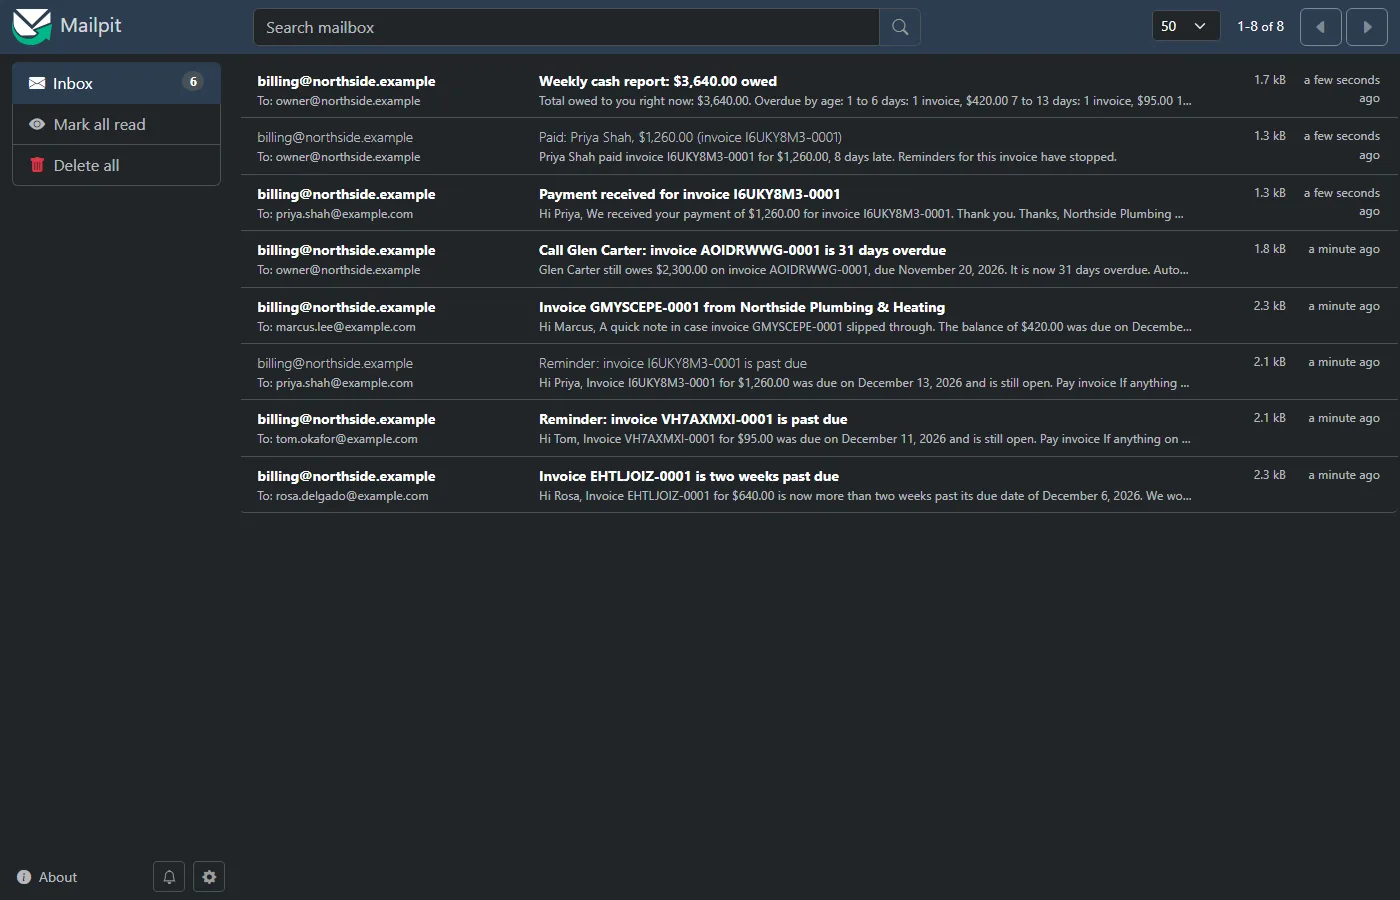 Mailpit
Search mailbox
50
1-8 of 8
Inbox
6
Mark all read
Delete all
billing@northside.example
To: owner@northside.example
Weekly cash report: $3,640.00 owed
Total owed to you right now: $3,640.00. Overdue by age: 1 to 6 days: 1 invoice, $420.00 7 to 13 days: 1 invoice, $95.00 1...
1.7 kB
a few seconds
ago
billing@northside.example
To: owner@northside.example
Paid: Priya Shah, $1,260.00 (invoice I6UKY8M3-0001)
Priya Shah paid invoice I6UKY8M3-0001 for $1,260.00, 8 days late. Reminders for this invoice have stopped.
1.3 kB
a few seconds
ago
billing@northside.example
To: priya.shah@example.com
Payment received for invoice I6UKY8M3-0001
Hi Priya, We received your payment of $1,260.00 for invoice I6UKY8M3-0001. Thank you. Thanks, Northside Plumbing ...
1.3 kB
a few seconds
ago
billing@northside.example
To: owner@northside.example
Call Glen Carter: invoice AOIDRWWG-0001 is 31 days overdue
Glen Carter still owes $2,300.00 on invoice AOIDRWWG-0001, due November 20, 2026. It is now 31 days overdue. Auto...
1.8 kB
a minute ago
billing@northside.example
To: marcus.lee@example.com
Invoice GMYSCEPE-0001 from Northside Plumbing & Heating
Hi Marcus, A quick note in case invoice GMYSCEPE-0001 slipped through. The balance of $420.00 was due on Decembe...
2.3 kB
a minute ago
billing@northside.example
To: priya.shah@example.com
Reminder: invoice I6UKY8M3-0001 is past due
Hi Priya, Invoice I6UKY8M3-0001 for $1,260.00 was due on December 13, 2026 and is still open. Pay invoice If anything ...
2.1 kB
a minute ago
billing@northside.example
To: tom.okafor@example.com
Reminder: invoice VH7AXMXI-0001 is past due
Hi Tom, Invoice VH7AXMXI-0001 for $95.00 was due on December 11, 2026 and is still open. Pay invoice If anything on ...
2.1 kB
a minute ago
billing@northside.example
To: rosa.delgado@example.com
Invoice EHTLJOIZ-0001 is two weeks past due
Hi Rosa, Invoice EHTLJOIZ-0001 for $640.00 is now more than two weeks past its due date of December 6, 2026. We wo...
2.3 kB
a minute ago
About